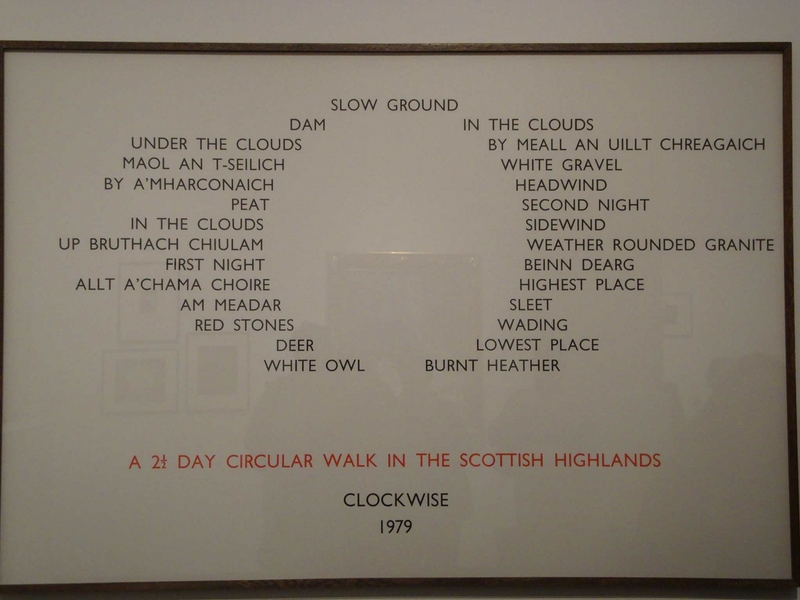 SLOW GROUND
DAM IN THE CLOUDS
UNDER THE CLOUDS BY MEALL AN UILLT CHREAGAICH
MAOL AN T-SEILICH WHITE GRAVEL
BY A'MHARCONAICH HEADWIND
PEAT SECOND NIGHT
IN THE CLOUDS SIDEWIND
UP BRUTHACH CHIULAM WEATHER ROUNDED GRANITE
FIRST NIGHT BEINN DEARG
ALLT A'CHAMA CHOIRE HIGHEST PLACE
AM MEADAR SLEET
RED STONES WADING
DEER LOWEST PLACE
WHITE OWL BURNT HEATHER
A 2½ DAY CIRCULAR WALK IN THE SCOTTISH HIGHLANDS
CLOCKWISE
1979